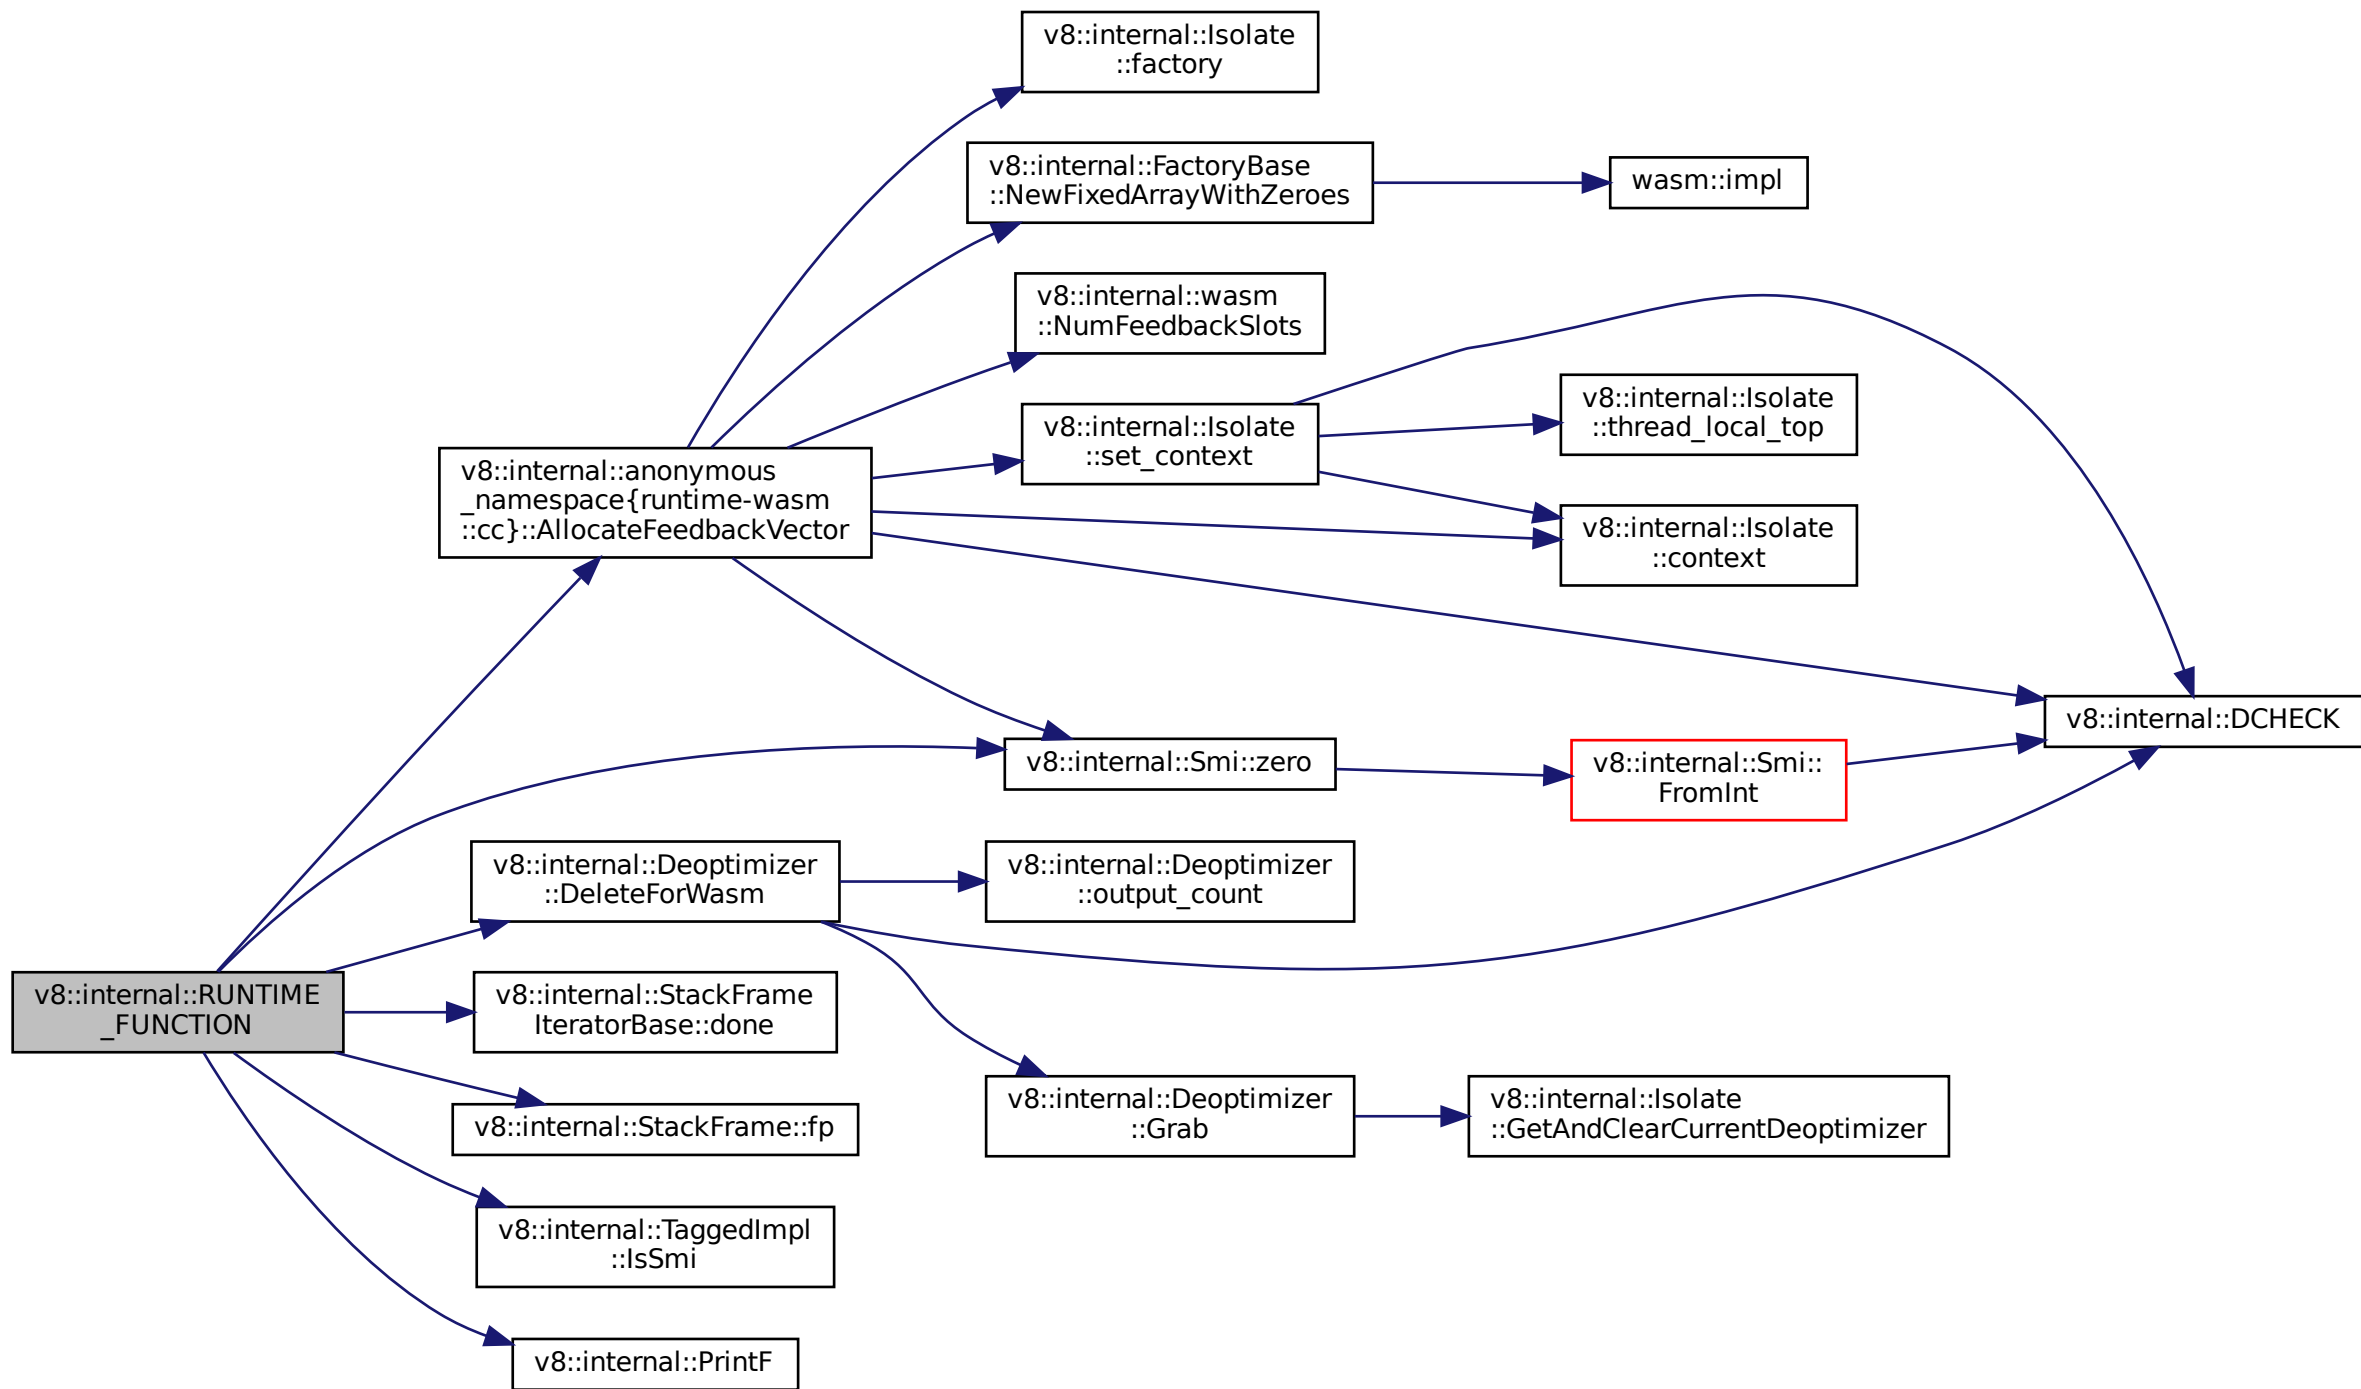 v8::internal::Isolate
::factory
v8::internal::FactoryBase
::NewFixedArrayWithZeroes
wasm::impl
v8::internal::wasm
::NumFeedbackSlots
v8::internal::Isolate
::thread_local_top
v8::internal::Isolate
::set_context
v8::internal::anonymous
_namespace{runtime-wasm
::cc}::AllocateFeedbackVector
v8::internal::Isolate
::context
v8::internal::DCHECK
v8::internal::Smi::zero
v8::internal::Smi::
FromInt
v8::internal::Deoptimizer
::DeleteForWasm
v8::internal::Deoptimizer
::output_count
v8::internal::RUNTIME
_FUNCTION
v8::internal::StackFrame
IteratorBase::done
v8::internal::StackFrame::fp
v8::internal::Deoptimizer
::Grab
v8::internal::Isolate
::GetAndClearCurrentDeoptimizer
v8::internal::TaggedImpl
::IsSmi
v8::internal::PrintF